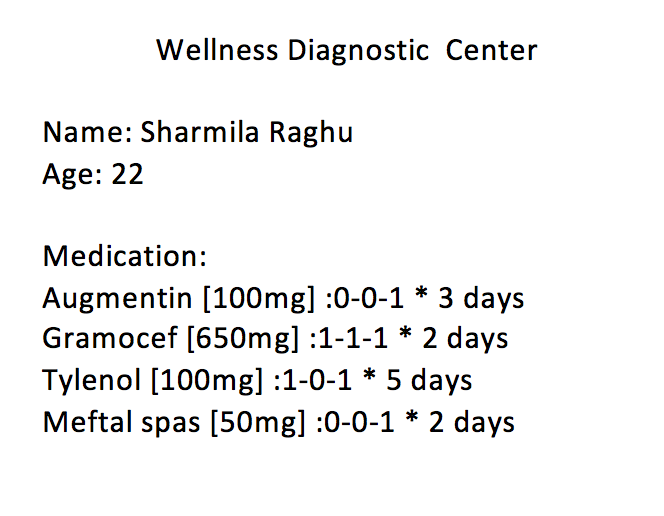 Wellness Diagnostic  Center
Name: Sharmila Raghu
Age: 22
Medication:
Augmentin [100mg] :0-0-1 * 3 days
Gramocef [650mg] :1-1-1 * 2 days
Tylenol [100mg] :1-0-1 * 5 days
Meftal spas [50mg] :0-0-1 * 2 days